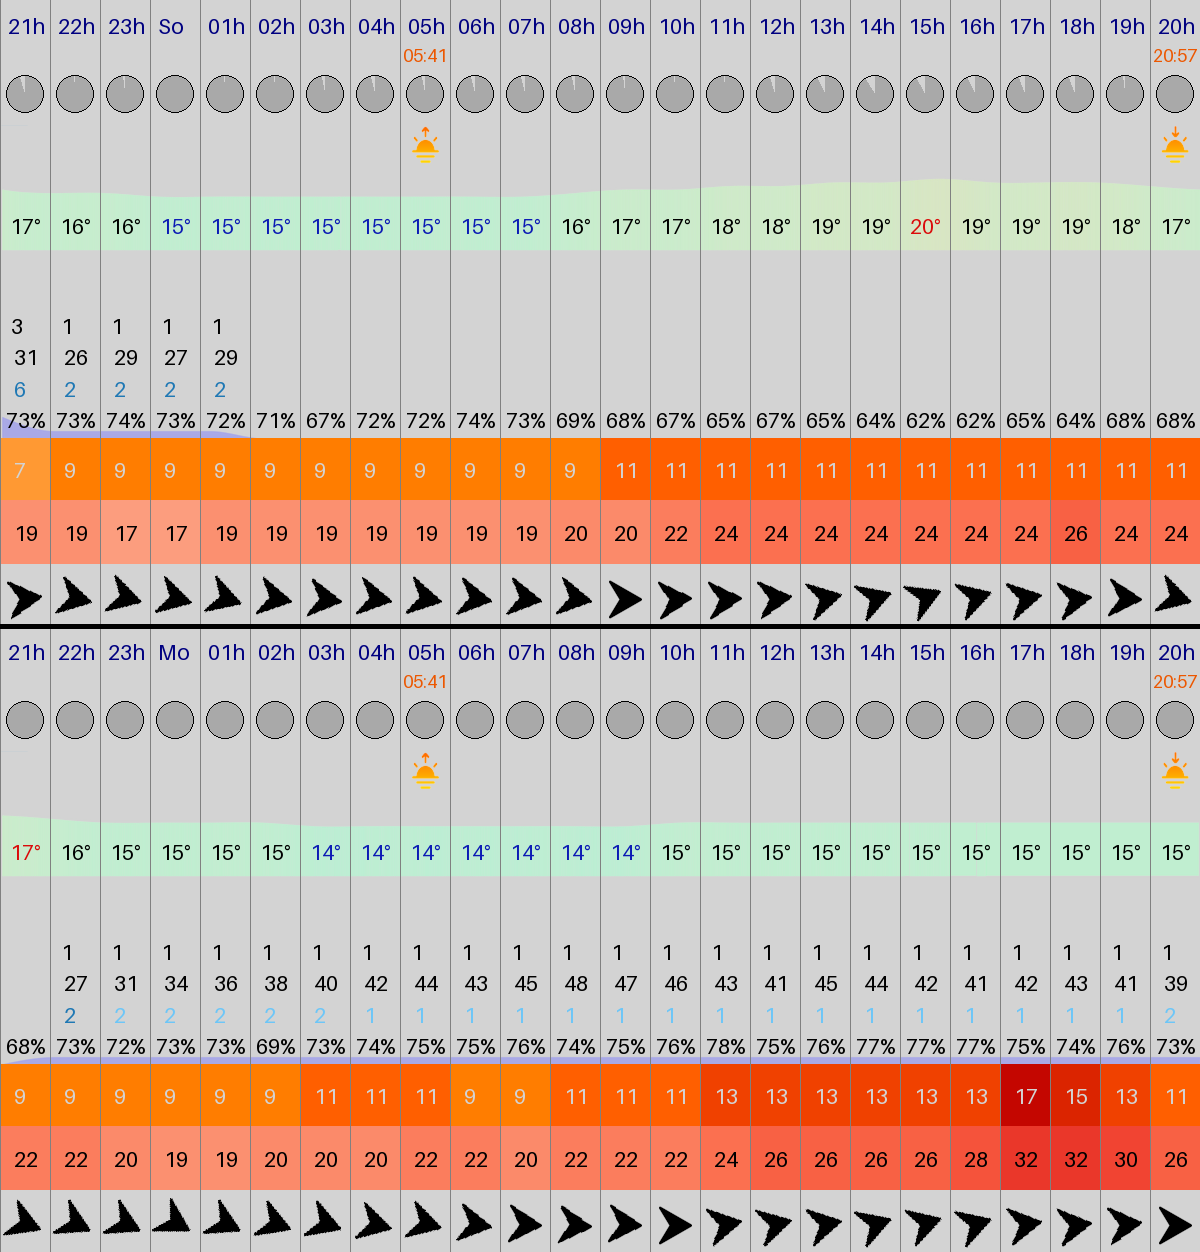 21h 22h 23h So 01h 02h 03h 04h 05h 06h 07h 08h 09h 10h 11h 12h 13h 14h 15h 16h 17h 18h 19h 20h
05:41 20:57
17° 16° 16° 15° 15° 15° 15° 15° 15° 15° 15° 16° 17° 17° 18° 18° 19° 19° 20° 19° 19° 19° 18° 17°
3 1 1 1 1
31 26 29 27 29
6 2 2 2 2
73% 73% 74% 73% 72% 71% 67% 72% 72% 74% 73% 69% 68% 67% 65% 67% 65% 64% 62% 62% 65% 64% 68% 68%
7 9 9 9 9 9 9 9 9 9 9 9 11 11 11 11 11 11 11 11 11 11 11 11
19 19 17 17 19 19 19 19 19 19 19 20 20 22 24 24 24 24 24 24 24 26 24 24
21h 22h 23h Mo 01h 02h 03h 04h 05h 06h 07h 08h 09h 10h 11h 12h 13h 14h 15h 16h 17h 18h 19h 20h
05:41 20:57
17° 16° 15° 15° 15° 15° 14° 14° 14° 14° 14° 14° 14° 15° 15° 15° 15° 15° 15° 15° 15° 15° 15° 15°
1 1 1 1 1 1 1 1 1 1 1 1 1 1 1 1 1 1 1 1 1 1 1
27 31 34 36 38 40 42 44 43 45 48 47 46 43 41 45 44 42 41 42 43 41 39
2 2 2 2 2 2 1 1 1 1 1 1 1 1 1 1 1 1 1 1 1 1 2
68% 73% 72% 73% 73% 69% 73% 74% 75% 75% 76% 74% 75% 76% 78% 75% 76% 77% 77% 77% 75% 74% 76% 73%
9 9 9 9 9 9 11 11 11 9 9 11 11 11 13 13 13 13 13 13 17 15 13 11
22 22 20 19 19 20 20 20 22 22 20 22 22 22 24 26 26 26 26 28 32 32 30 26